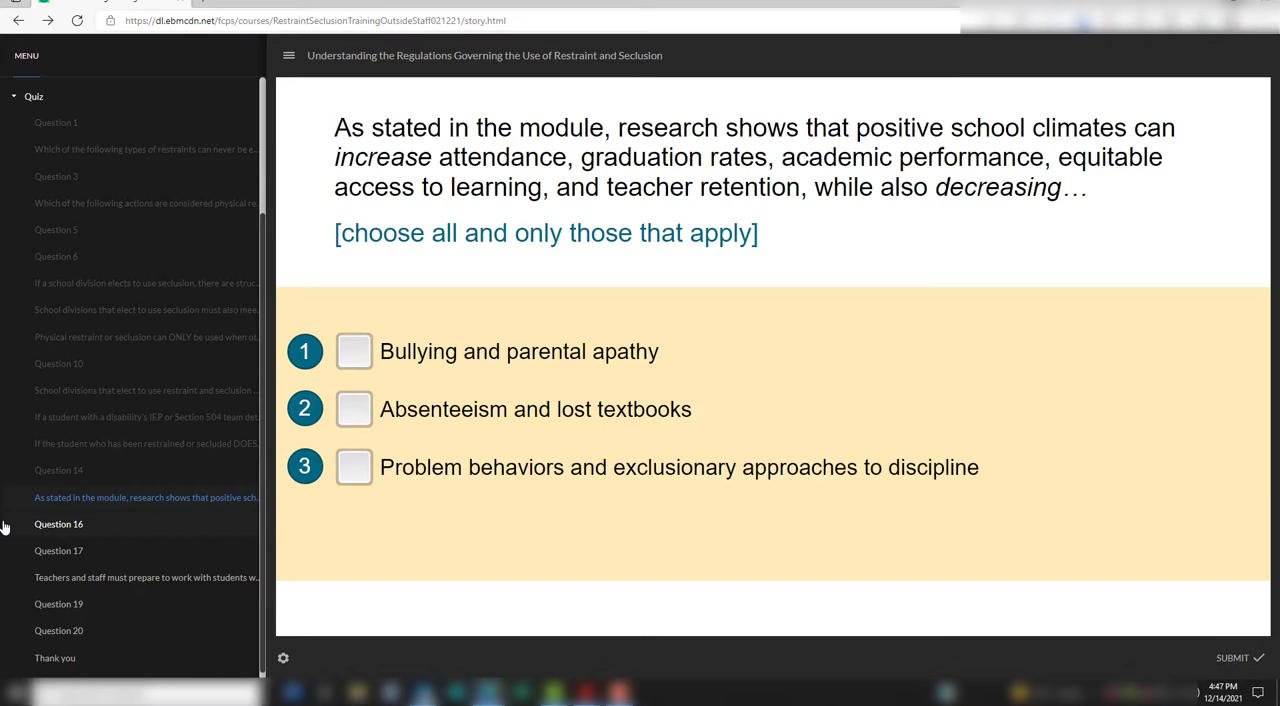 https://dl.ebmcdn.net/fcps/courses/RestraintSeclusionTrainingOutsideStaff021221/story.html
MENU
Understanding the Regulations Governing the Use of Restraint and Seclusion
Quiz
Question 1
Which of the following types of restraints can never be e...
Question 3
Which of the following actions are considered physical re...
Question 5
Question 6
If a school division elects to use seclusion, there are struc...
School divisions that elect to use seclusion must also mee...
Physical restraint or seclusion can ONLY be used when ot...
Question 10
School divisions that elect to use restraint and seclusion ...
If a student with a disability's IEP or Section 504 team det...
If the student who has been restrained or secluded DOES...
Question 14
As stated in the module, research shows that positive sch...
Question 16
Question 17
Teachers and staff must prepare to work with students w...
Question 19
Question 20
Thank you
As stated in the module, research shows that positive school climates can
increase attendance, graduation rates, academic performance, equitable
access to learning, and teacher retention, while also decreasing…
[choose all and only those that apply]
1 Bullying and parental apathy
2 Absenteeism and lost textbooks
3 Problem behaviors and exclusionary approaches to discipline
SUBMIT
4:47 PM
12/14/2021